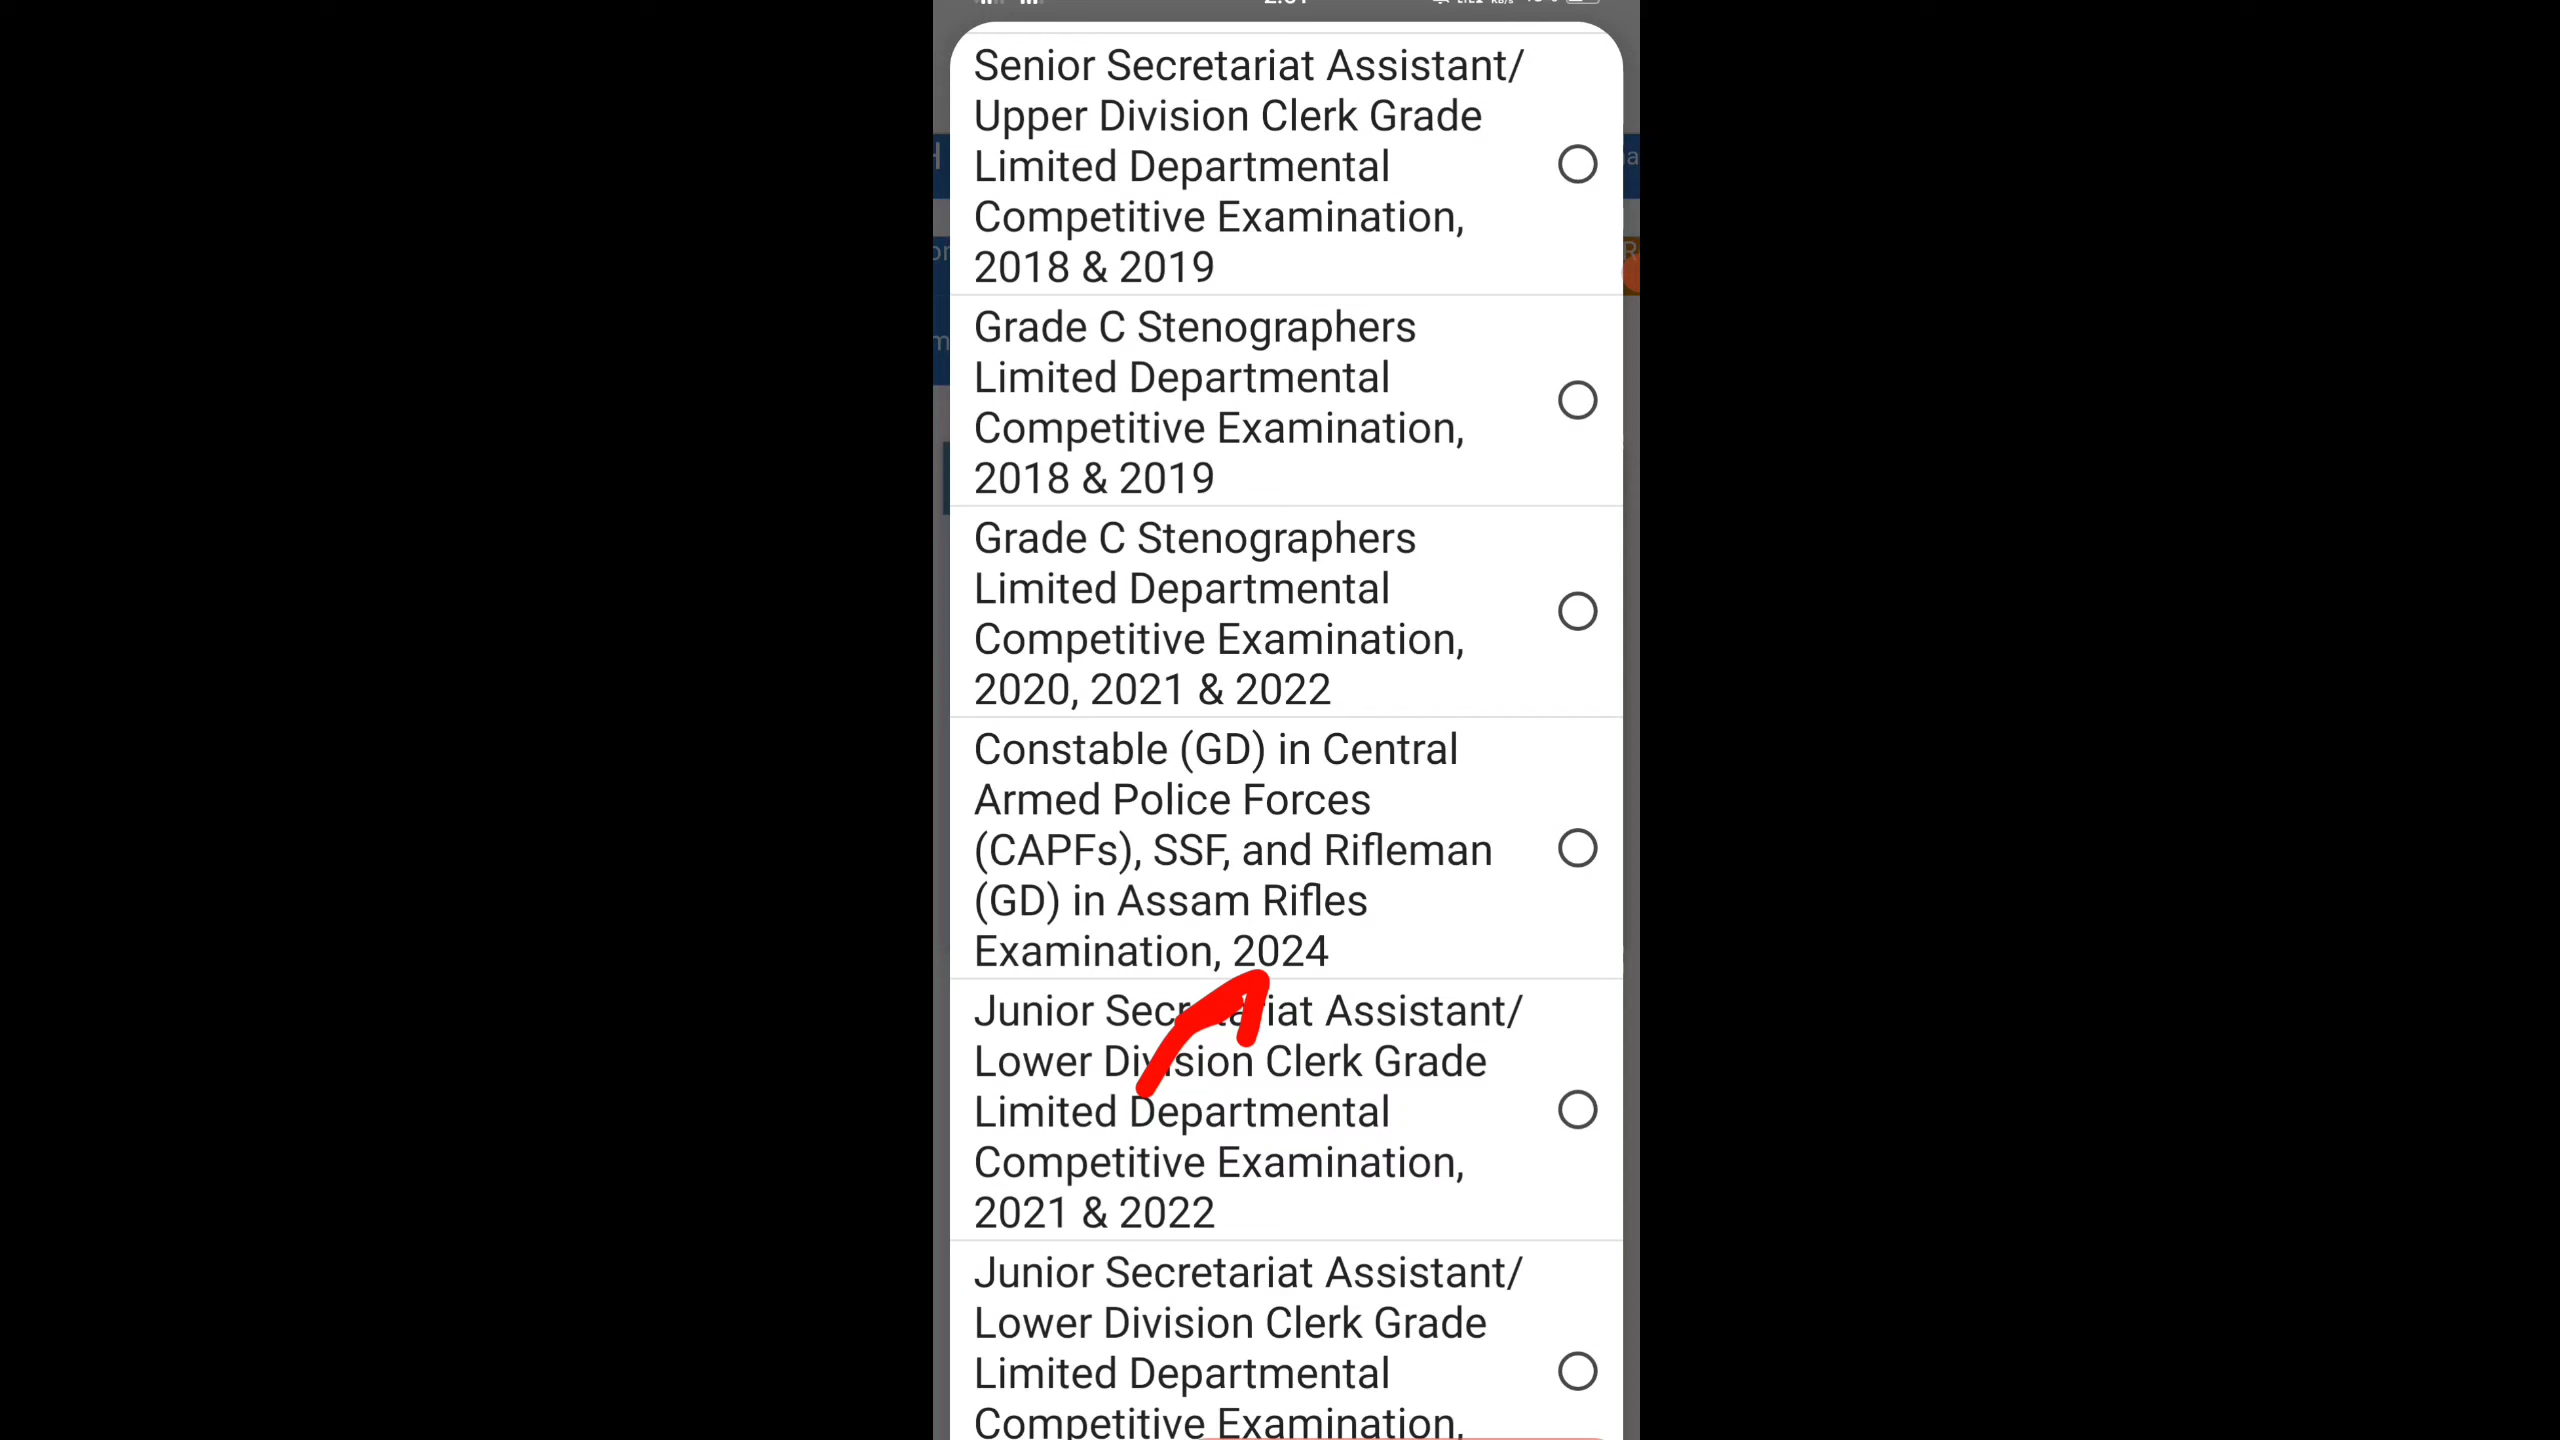 Senior Secretariat Assistant/
Upper Division Clerk Grade
Limited Departmental
Competitive Examination,
2018 & 2019
Grade C Stenographers
Limited Departmental
Competitive Examination,
2018 & 2019
Grade C Stenographers
Limited Departmental
Competitive Examination,
2020, 2021 & 2022
Constable (GD) in Central
Armed Police Forces
(CAPFs), SSF, and Rifleman
(GD) in Assam Rifles
Examination, 2024
Junior Secretariat Assistant/
Lower Division Clerk Grade
Limited Departmental
Competitive Examination,
2021 & 2022
Junior Secretariat Assistant/
Lower Division Clerk Grade
Limited Departmental
Competitive Examination,